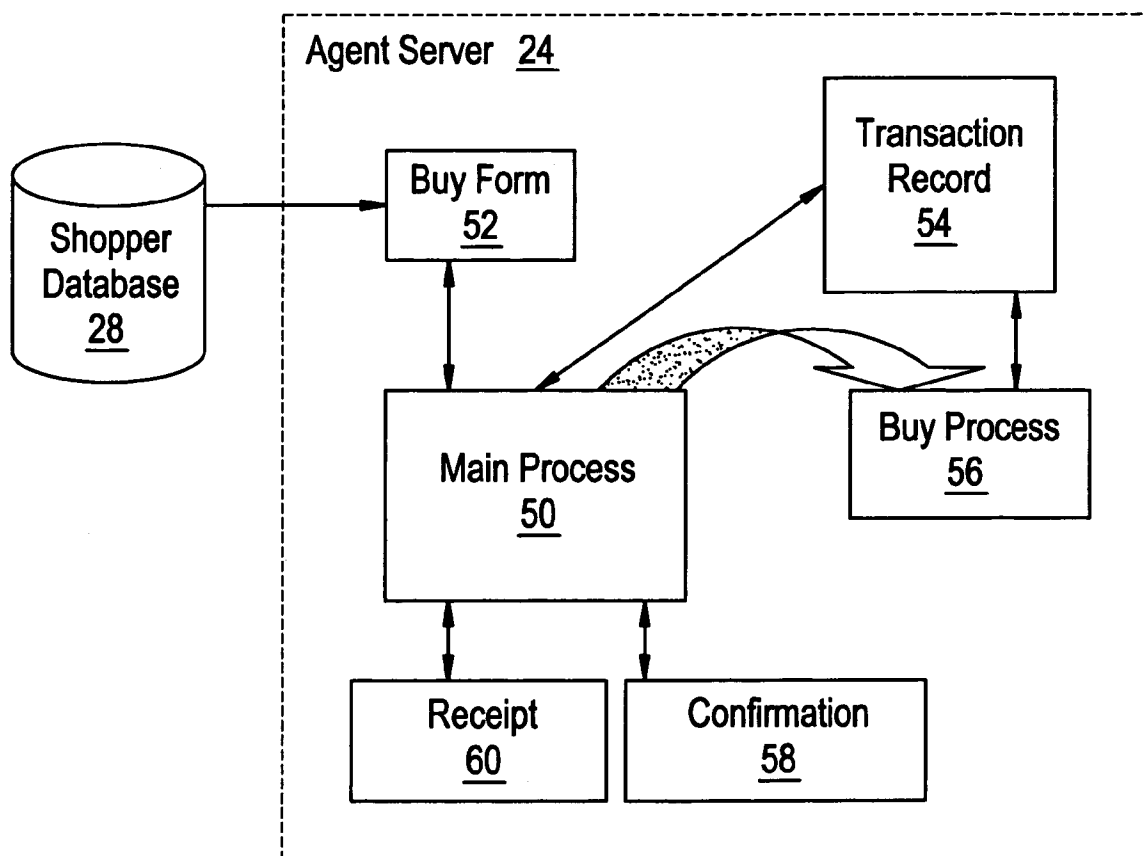 Agent Server 24
Transaction
Record
54
Buy Form
52
Shopper
Database
28
Buy Process
56
Main Process
50
Receipt
60
Confirmation
58